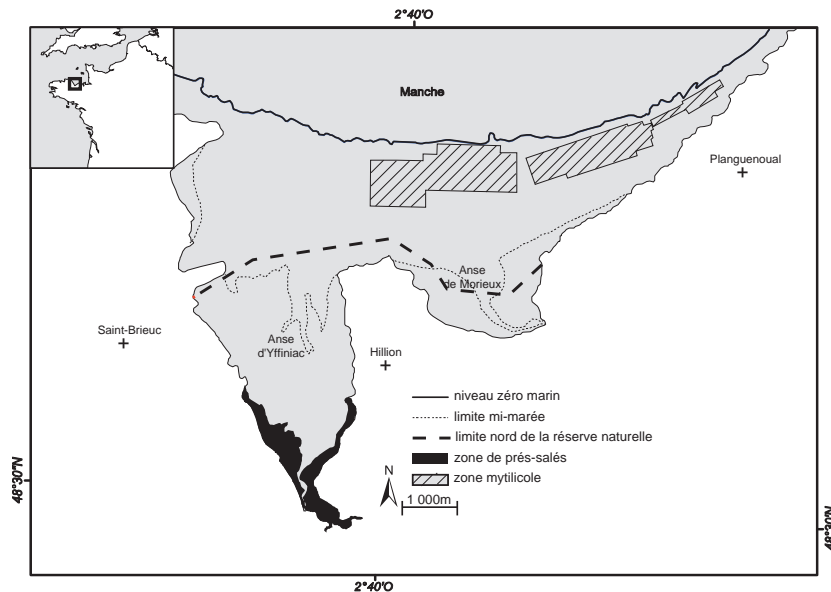 2°40'O
Manche
Planguenoual
Anse
de Morieux
Saint-Brieuc
Anse
d'Yffiniac
Hillion
niveau zéro marin
limite mi-marée
limite nord de la réserve naturelle
zone de prés-salés
zone mytilicole
N
1 000m
48°30'N
48°30'N
2°40'O